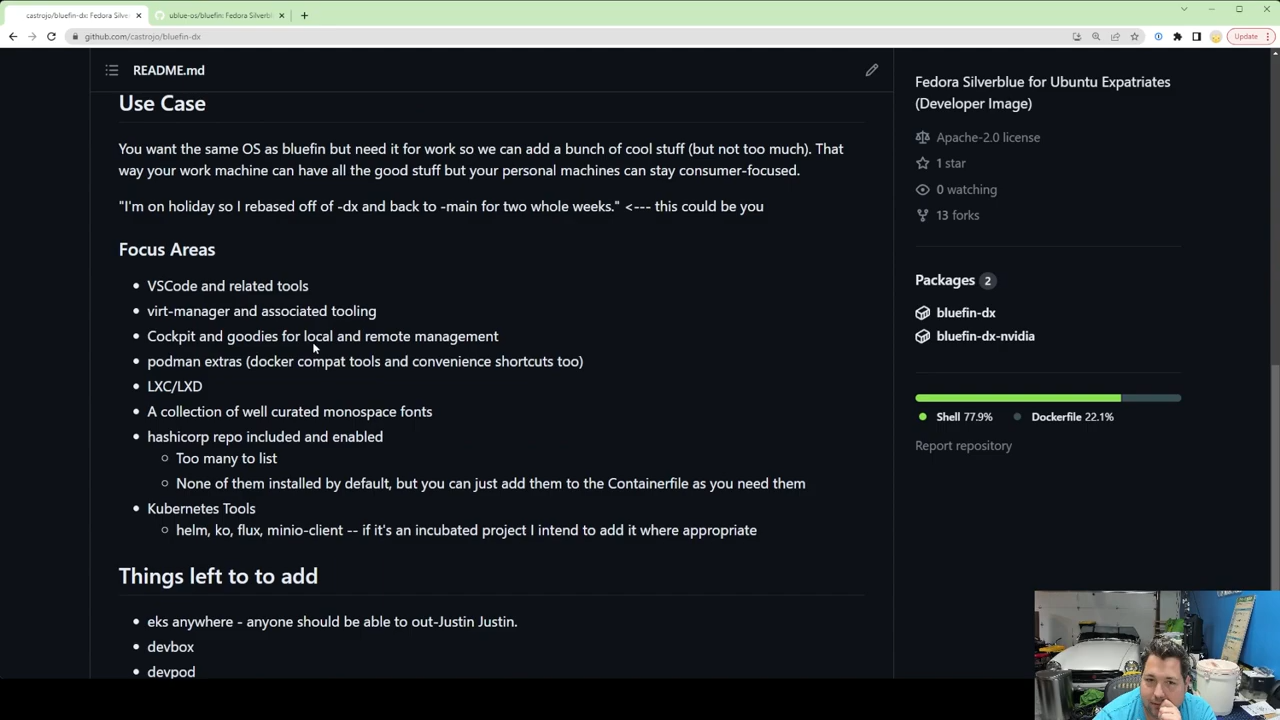 castrojo/bluefin-dx: Fedora Silve
ublue-os/bluefin: Fedora Silverbl
github.com/castrojo/bluefin-dx
Update
README.md
Use Case
You want the same OS as bluefin but need it for work so we can add a bunch of cool stuff (but not too much). That
way your work machine can have all the good stuff but your personal machines can stay consumer-focused.
"I'm on holiday so I rebased off of -dx and back to -main for two whole weeks." <--- this could be you
Focus Areas
VSCode and related tools
virt-manager and associated tooling
Cockpit and goodies for local and remote management
podman extras (docker compat tools and convenience shortcuts too)
LXC/LXD
A collection of well curated monospace fonts
hashicorp repo included and enabled
Too many to list
None of them installed by default, but you can just add them to the Containerfile as you need them
Kubernetes Tools
helm, ko, flux, minio-client -- if it's an incubated project I intend to add it where appropriate
Things left to to add
eks anywhere - anyone should be able to out-Justin Justin.
devbox
devpod
Fedora Silverblue for Ubuntu Expatriates
(Developer Image)
Apache-2.0 license
1 star
0 watching
13 forks
Packages 2
bluefin-dx
bluefin-dx-nvidia
Shell 77.9%
Dockerfile 22.1%
Report repository